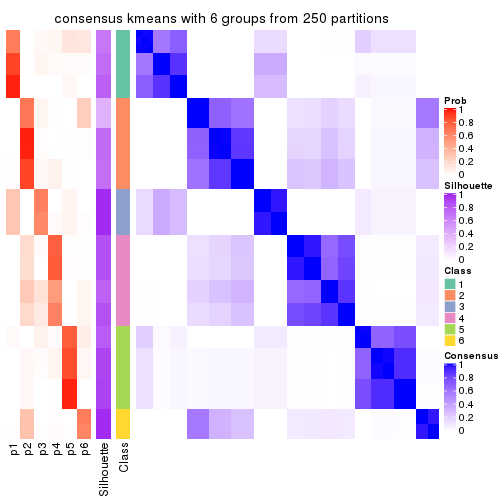 consensus kmeans with 6 groups from 250 partitions
Prob
1
0.8
0.6
0.4
0.2
0
Silhouette
1
0.8
0.6
0.4
0.2
0
Class
1
2
3
4
5
6
Consensus
1
0.8
0.6
0.4
0.2
0
p1
p2
p3
p4
p5
p6
Silhouette
Class